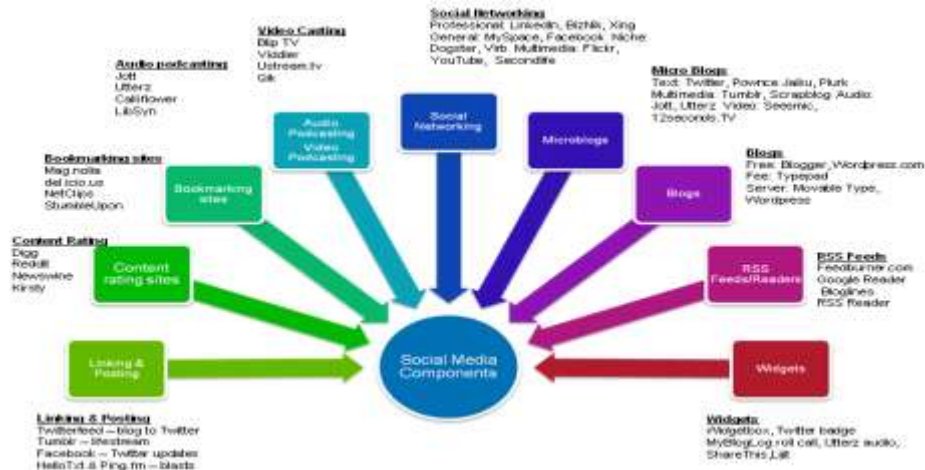 Social Networking
Professional: LinkedIn, Biznik, Xing
General: MySpace, Facebook Niche:
Dogster, Virb Multimedia: Flickr,
YouTube, Secondlife
Video Casting
Blip TV
Viddler
Ustream.tv
Qik
Audio podcasting
Jott
Utterz
Calliflower
LibSyn
Micro Blogs
Text: Twitter, Pownce Jaiku, Plurk
Multimedia: Tumblr, Scrapblog Audio:
Jott, Utterz Video: Seesmic,
12seconds.TV
Bookmarking sites
Mag.nolia
del.icio.us
NetClips
StumbleUpon
Blogs
Free: Blogger, Wordpress.com
Fee: Typepad
Server: Movable Type,
Wordpress
Content Rating
Digg
Reddit
Newsvine
Kirtsy
RSS Feeds
Feedburner.com
Google Reader
Bloglines
RSS Reader
Linking & Posting
Audio Podcasting
Video Podcasting
Social Networking
Microblogs
Bookmarking sites
Blogs
Content rating sites
RSS Feeds/Readers
Widgets
Social Media
Components
Linking & Posting
Twitterfeed – blog to Twitter
Tumblr – lifestream
Facebook – Twitter updates
HelloTxt & Ping.fm – blasts
Widgets
Widgetbox, Twitter badge
MyBlogLog roll call, Utterz audio,
ShareThis,